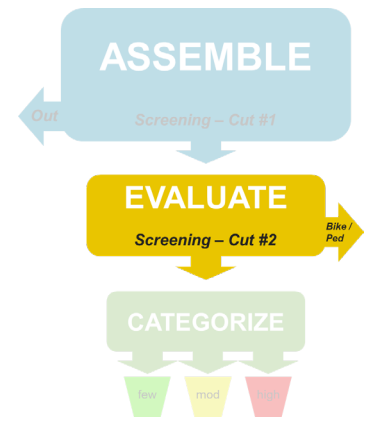 ASSEMBLE
Out
Screening – Cut #1
EVALUATE
Screening – Cut #2
Bike /
Ped
CATEGORIZE
few
mod
high